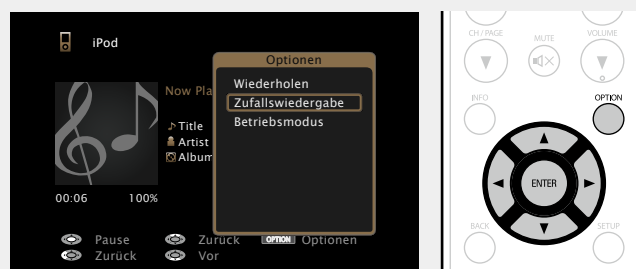 iPod
Optionen
Now Pla
Wiederholen
Zufallswiedergabe
Betriebsmodus
Title
Artist
Album
00:06 100%
Pause Zurück OPTION Optionen
Zurück Vor
CH / PAGE MUTE VOLUME
INFO OPTION
ENTER
BACK SETUP